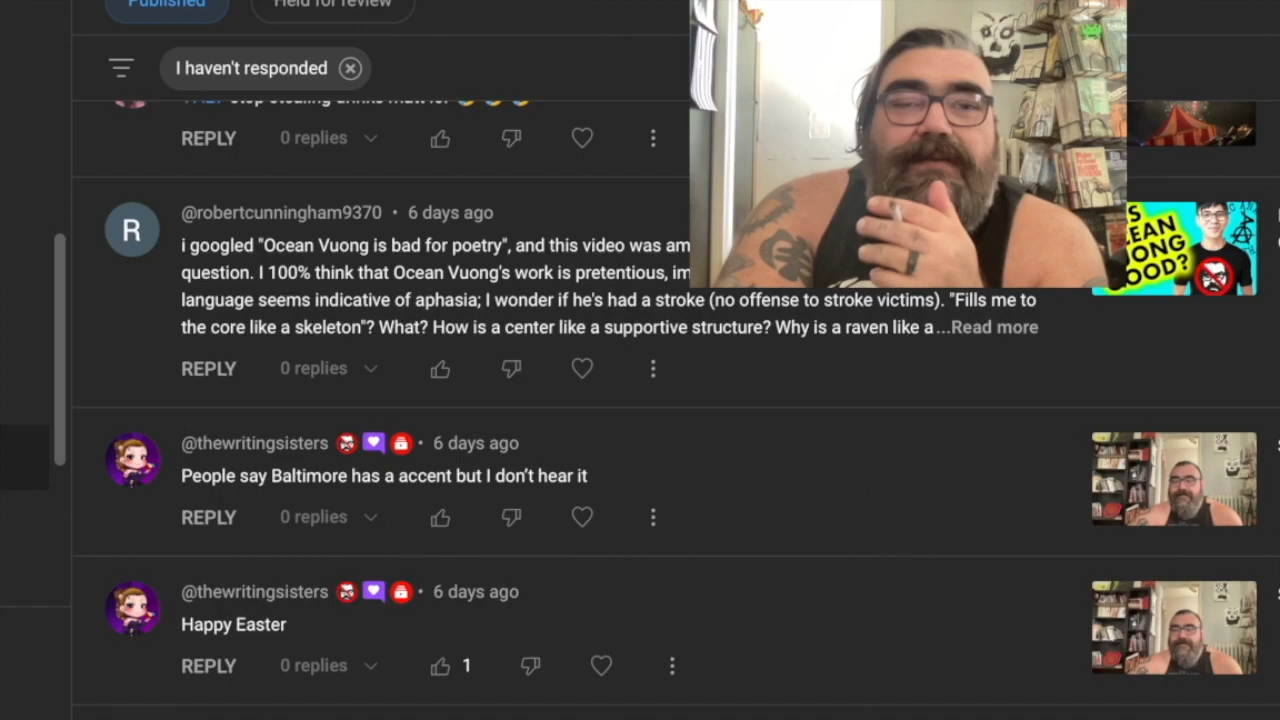 Published
Held for review
I haven't responded
REPLY 0 replies
@robertcunningham9370 • 6 days ago
i googled "Ocean Vuong is bad for poetry", and this video was am
question. I 100% think that Ocean Vuong's work is pretentious, im
language seems indicative of aphasia; I wonder if he's had a stroke (no offense to stroke victims). "Fills me to
the core like a skeleton"? What? How is a center like a supportive structure? Why is a raven like a ...Read more
REPLY 0 replies
R
@thewritingsisters • 6 days ago
People say Baltimore has a accent but I don't hear it
REPLY 0 replies
@thewritingsisters • 6 days ago
Happy Easter
REPLY 0 replies 1